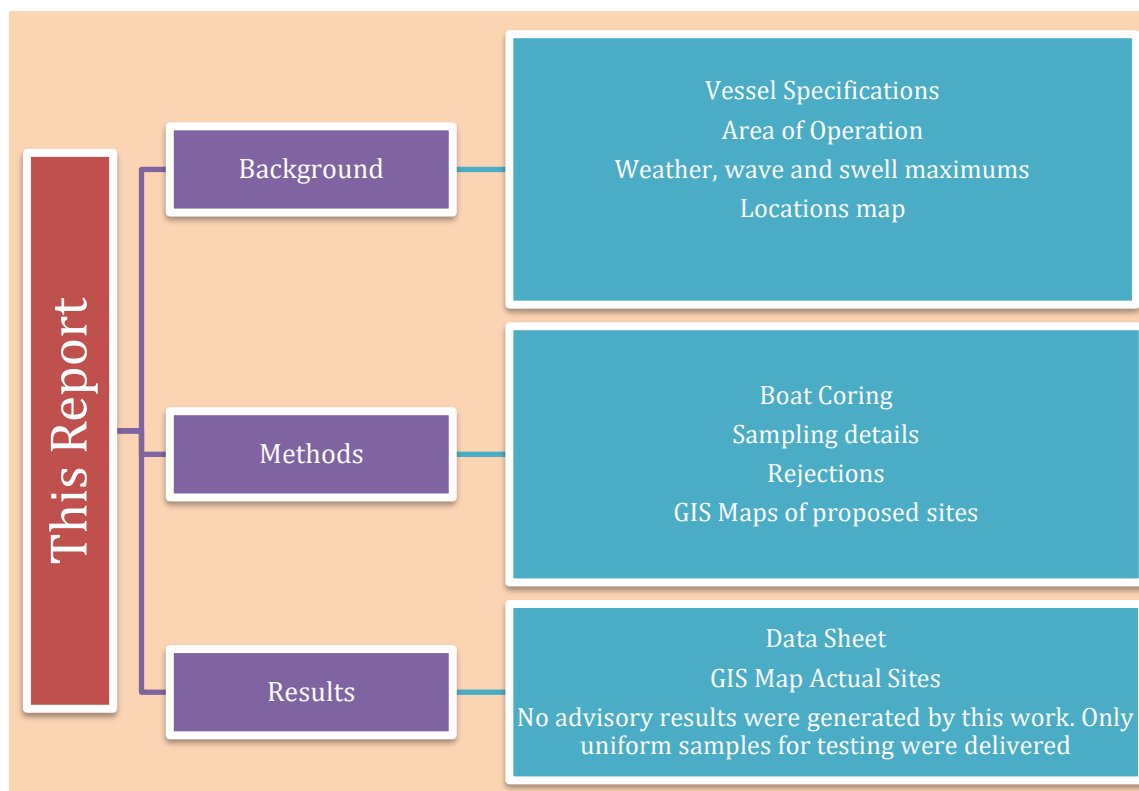 This Report
Background
Vessel Specifications
Area of Operation
Weather, wave and swell maximums
Locations map
Methods
Boat Coring
Sampling details
Rejections
GIS Maps of proposed sites
Results
Data Sheet
GIS Map Actual Sites
No advisory results were generated by this work. Only
uniform samples for testing were delivered